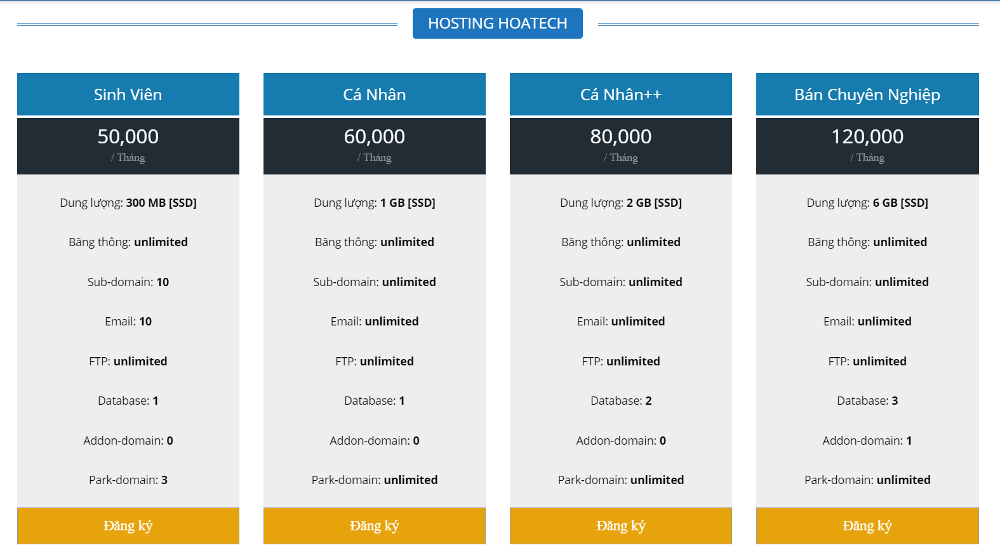 HOSTING HOATECH
Sinh Viên
50,000
/ Tháng
Dung lượng: 300 MB [SSD]
Băng thông: unlimited
Sub-domain: 10
Email: 10
FTP: unlimited
Database: 1
Addon-domain: 0
Park-domain: 3
Đăng ký
Cá Nhân
60,000
/ Tháng
Dung lượng: 1 GB [SSD]
Băng thông: unlimited
Sub-domain: unlimited
Email: unlimited
FTP: unlimited
Database: 1
Addon-domain: 0
Park-domain: unlimited
Đăng ký
Cá Nhân++
80,000
/ Tháng
Dung lượng: 2 GB [SSD]
Băng thông: unlimited
Sub-domain: unlimited
Email: unlimited
FTP: unlimited
Database: 2
Addon-domain: 0
Park-domain: unlimited
Đăng ký
Bán Chuyên Nghiệp
120,000
/ Tháng
Dung lượng: 6 GB [SSD]
Băng thông: unlimited
Sub-domain: unlimited
Email: unlimited
FTP: unlimited
Database: 3
Addon-domain: 1
Park-domain: unlimited
Đăng ký